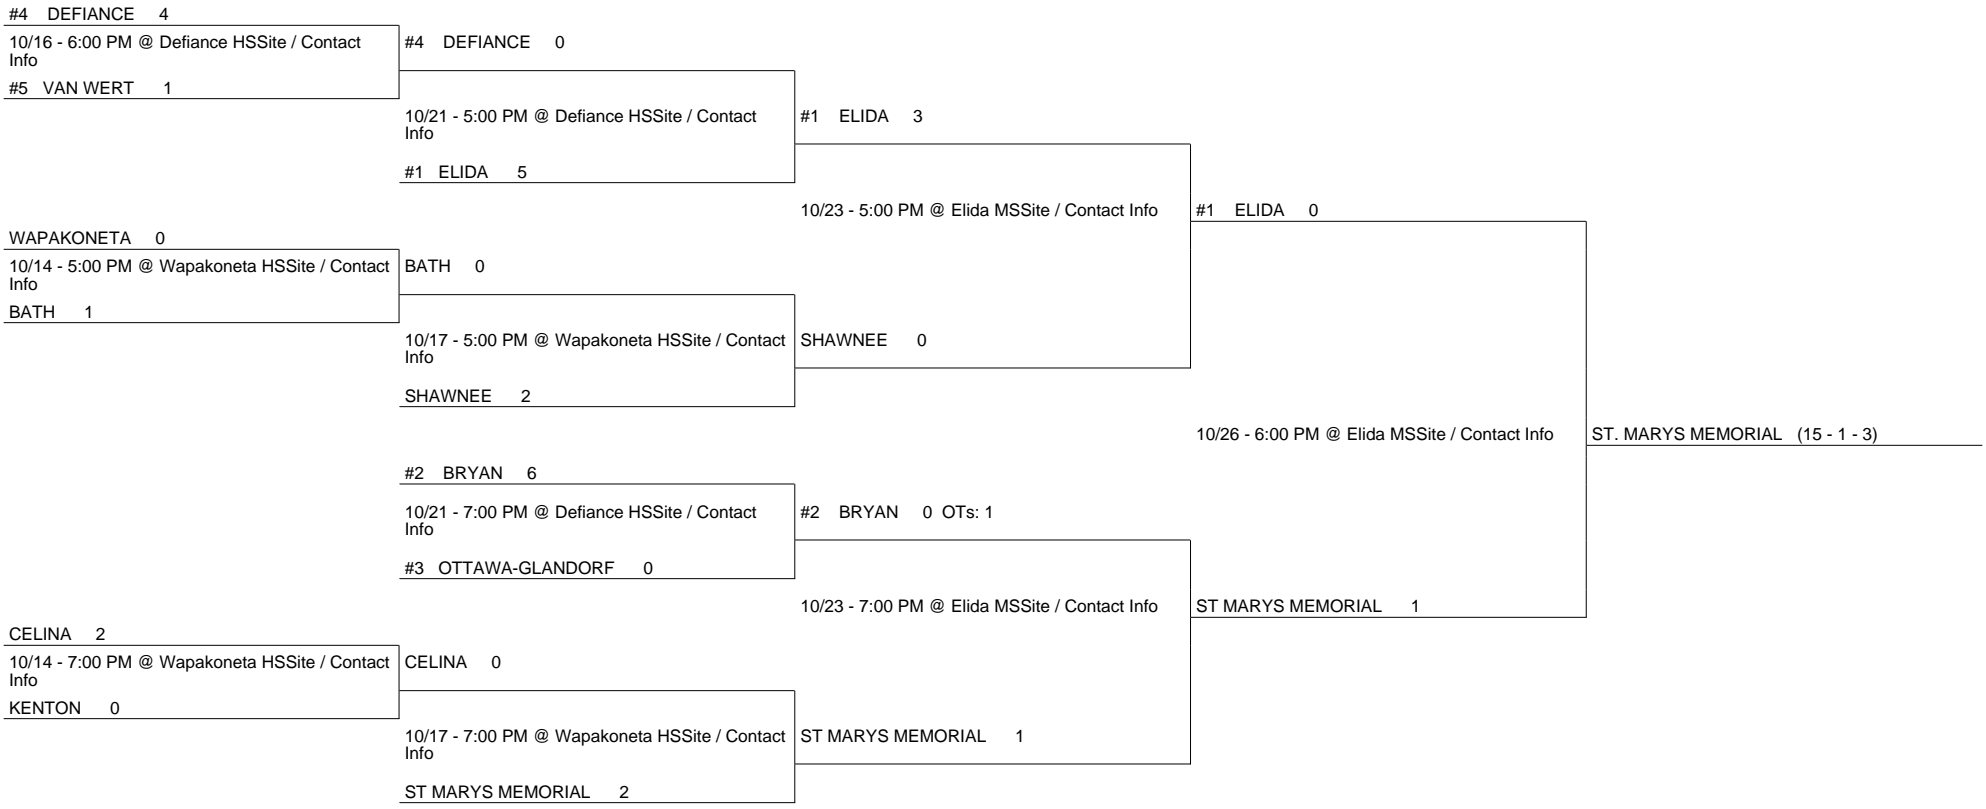 #4 DEFIANCE 4
10/16 - 6:00 PM @ Defiance HSSite / Contact
Info
#5 VAN WERT 1
WAPAKONETA 0
10/14 - 5:00 PM @ Wapakoneta HSSite / Contact
Info
BATH 1
CELINA 2
10/14 - 7:00 PM @ Wapakoneta HSSite / Contact
Info
KENTON 0
#4 DEFIANCE 0
10/21 - 5:00 PM @ Defiance HSSite / Contact
Info
#1 ELIDA 5
BATH 0
10/17 - 5:00 PM @ Wapakoneta HSSite / Contact
Info
SHAWNEE 2
#2 BRYAN 6
10/21 - 7:00 PM @ Defiance HSSite / Contact
Info
#3 OTTAWA-GLANDORF 0
CELINA 0
10/17 - 7:00 PM @ Wapakoneta HSSite / Contact
Info
ST MARYS MEMORIAL 2
#1 ELIDA 3
10/23 - 5:00 PM @ Elida MSSite / Contact Info
SHAWNEE 0
#2 BRYAN 0 OTs: 1
10/23 - 7:00 PM @ Elida MSSite / Contact Info
ST MARYS MEMORIAL 1
#1 ELIDA 0
10/26 - 6:00 PM @ Elida MSSite / Contact Info
ST MARYS MEMORIAL 1
ST. MARYS MEMORIAL (15 - 1 - 3)